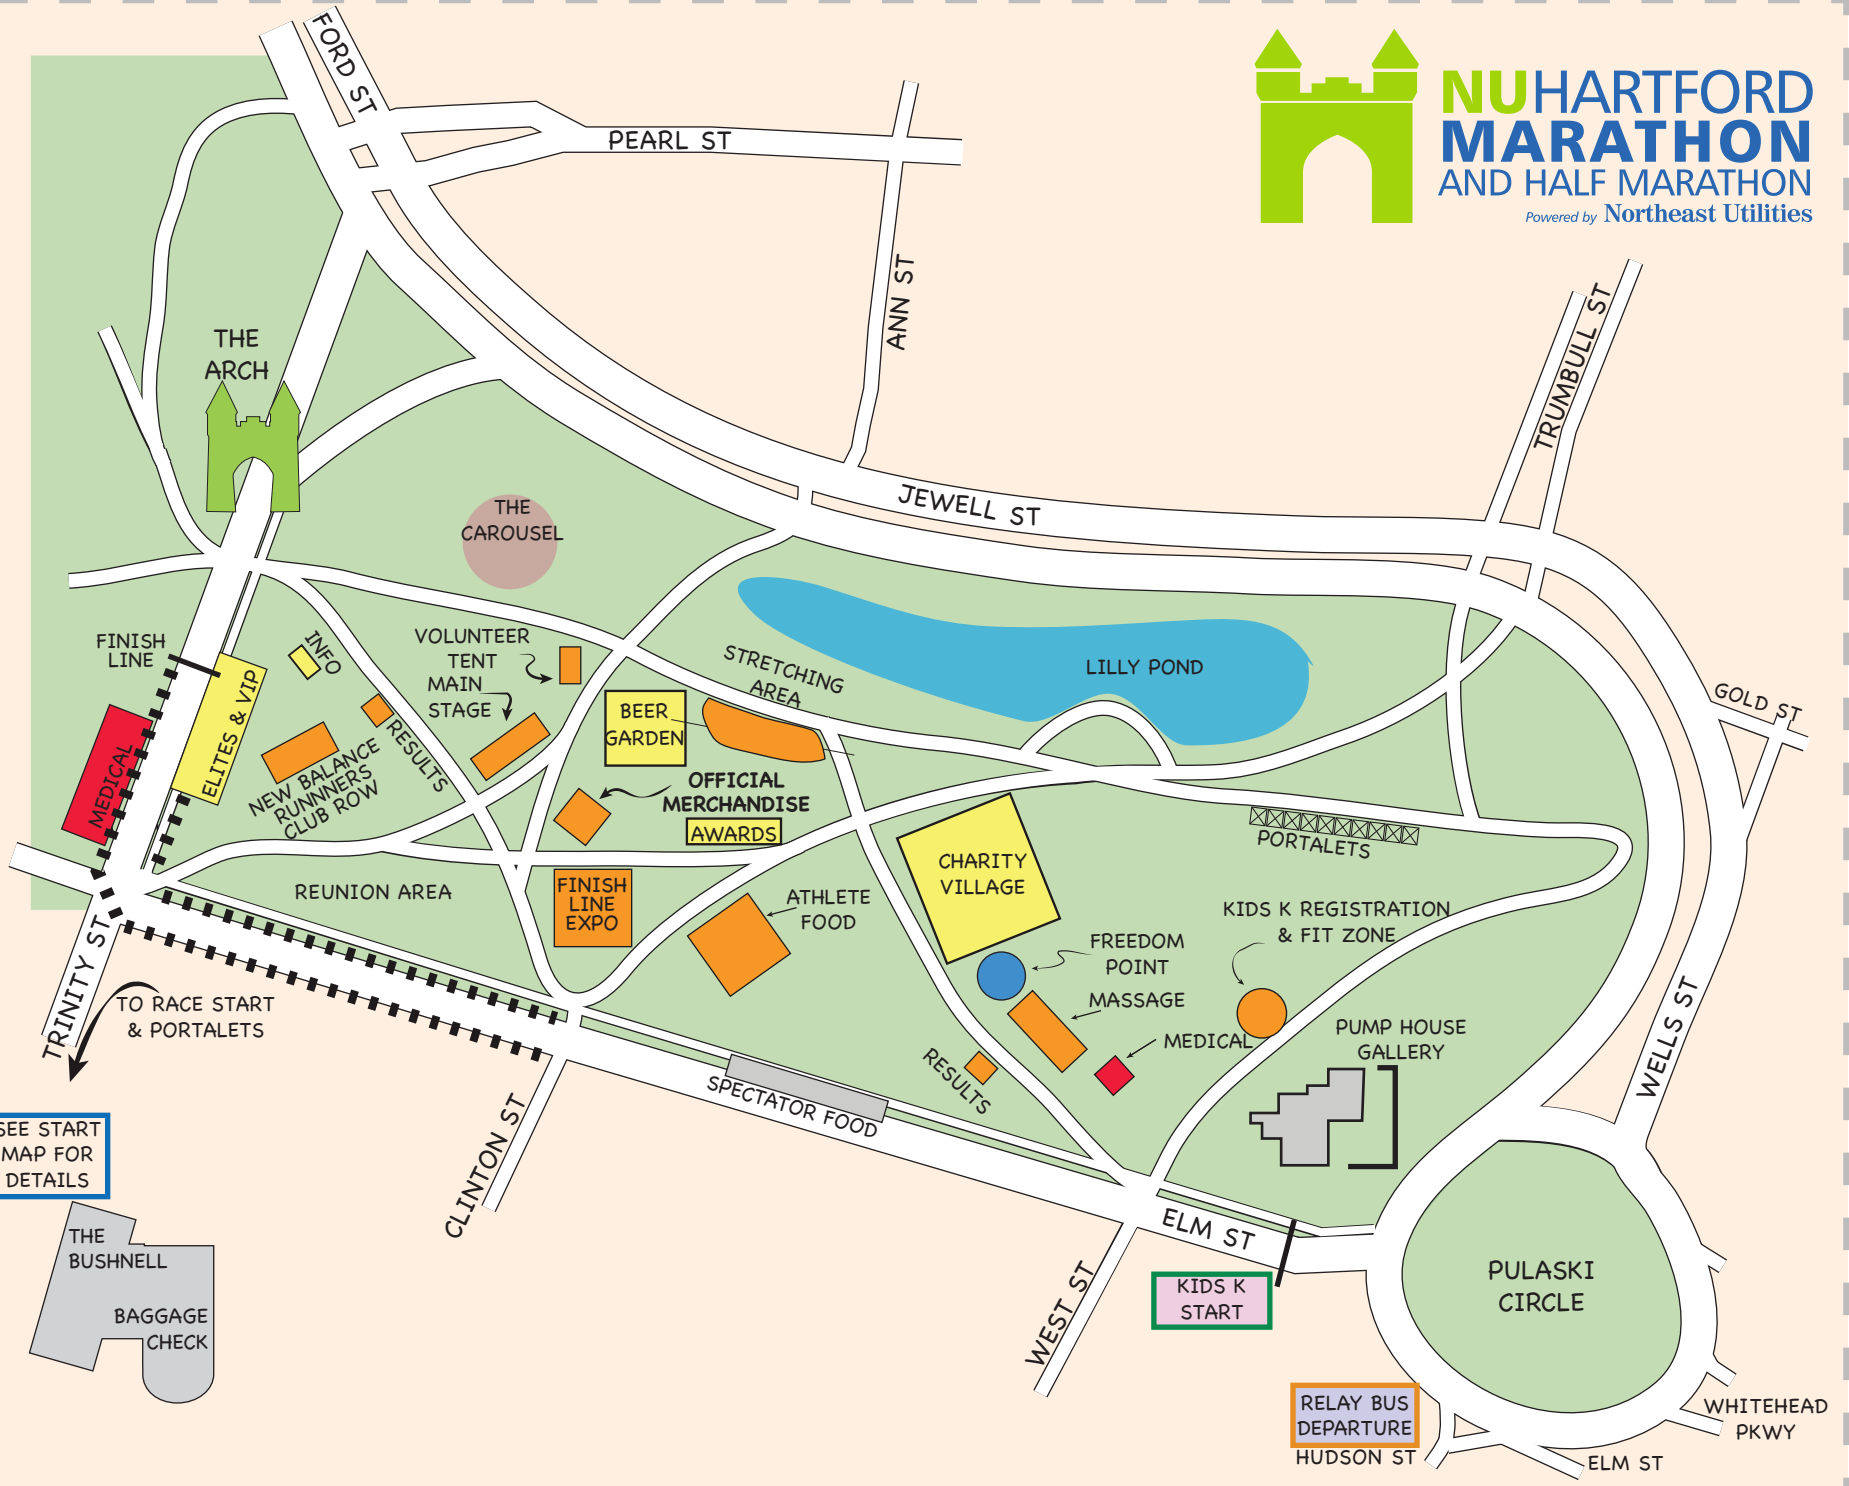 FORD ST
PEARL ST
NUHARTFORD
MARATHON
AND HALF MARATHON
Powered by Northeast Utilities
ANN ST
TRUMBULL ST
THE
ARCH
JEWELL ST
THE
CAROUSEL
FINISH
LINE
INFO
VOLUNTEER
TENT
MAIN
STAGE
STRETCHING
AREA
LILLY POND
GOLD ST
ELITES & VIP
MEDICAL
RESULTS
NEW BALANCE
RUNNNERS
CLUB ROW
BEER
GARDEN
OFFICIAL
MERCHANDISE
AWARDS
PORTALETS
CHARITY
VILLAGE
REUNION AREA
FINISH
LINE
EXPO
ATHLETE
FOOD
KIDS K REGISTRATION
& FIT ZONE
FREEDOM
POINT
MASSAGE
MEDICAL
RESULTS
PUMP HOUSE
GALLERY
WELLS ST
TRINITY ST
TO RACE START
& PORTALETS
SPECTATOR FOOD
CLINTON ST
SEE START
MAP FOR
DETAILS
THE
BUSHNELL
BAGGAGE
CHECK
ELM ST
WEST ST
KIDS K
START
PULASKI
CIRCLE
RELAY BUS
DEPARTURE
HUDSON ST
WHITEHEAD
PKWY
ELM ST